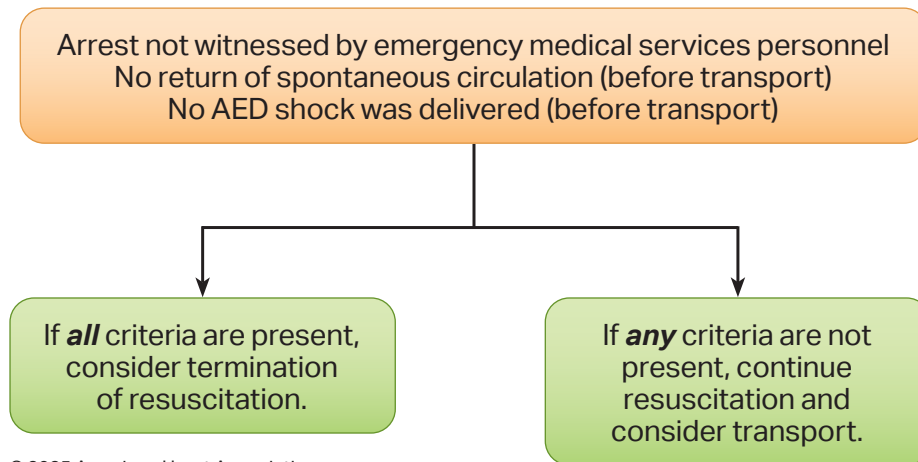 Arrest not witnessed by emergency medical services personnel
No return of spontaneous circulation (before transport)
No AED shock was delivered (before transport)
If all criteria are present,
consider termination
of resuscitation.
If any criteria are not
present, continue
resuscitation and
consider transport.